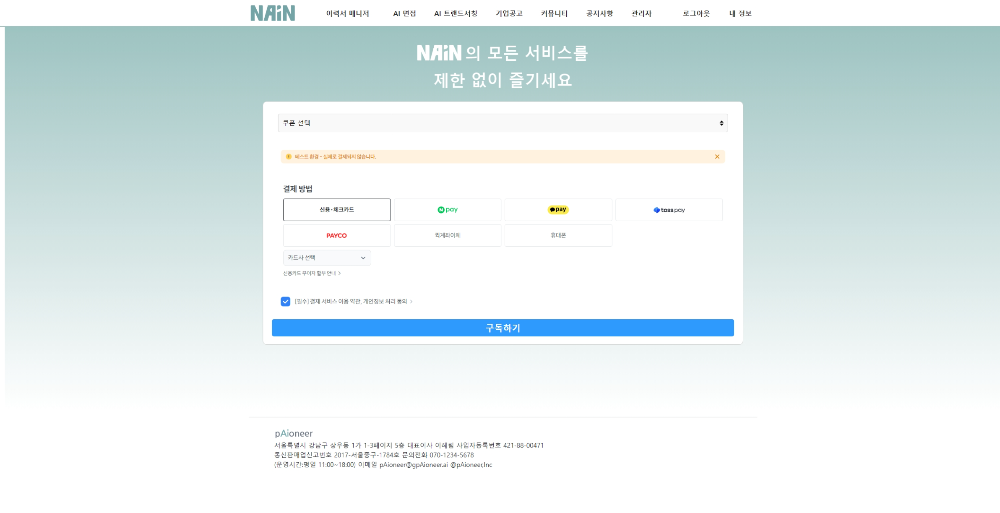 NAiN 이력서 매니저 AI 면접 AI 트랜드서칭 기업공고 커뮤니티 공지사항 관리자 로그아웃 내 정보
NAiN 의 모든 서비스를
제한 없이 즐기세요
쿠폰 선택
테스트 환경 - 실제로 결제되지 않습니다.
결제 방법
신용·체크카드 N pay pay toss pay
PAYCO 퀵계좌이체 휴대폰
카드사 선택
신용카드 무이자 할부 안내
[필수] 결제 서비스 이용 약관, 개인정보 처리 동의
구독하기
pAioneer
서울특별시 강남구 상우동 1가 1-3페이지 5층 대표이사 이혜림 사업자등록번호 421-88-00471
통신판매업신고번호 2017-서울중구-1784호 문의전화 070-1234-5678
(운영시간:평일 11:00~18:00) 이메일 pAioneer@gpAioneer.ai @pAioneer,Inc